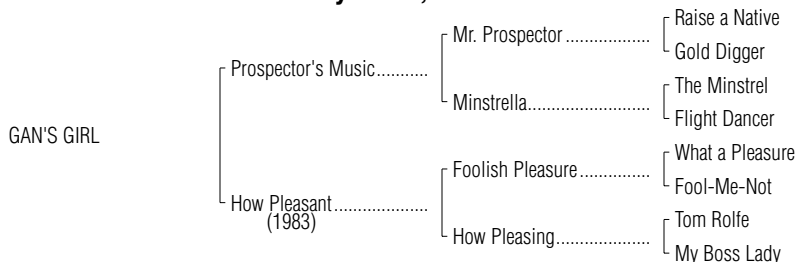 Raise a Native
Mr. Prospector
Gold Digger
Prospector's Music
The Minstrel
Minstrella
Flight Dancer
GAN'S GIRL
What a Pleasure
Foolish Pleasure
Fool-Me-Not
How Pleasant
(1983)
Tom Rolfe
How Pleasing
My Boss Lady